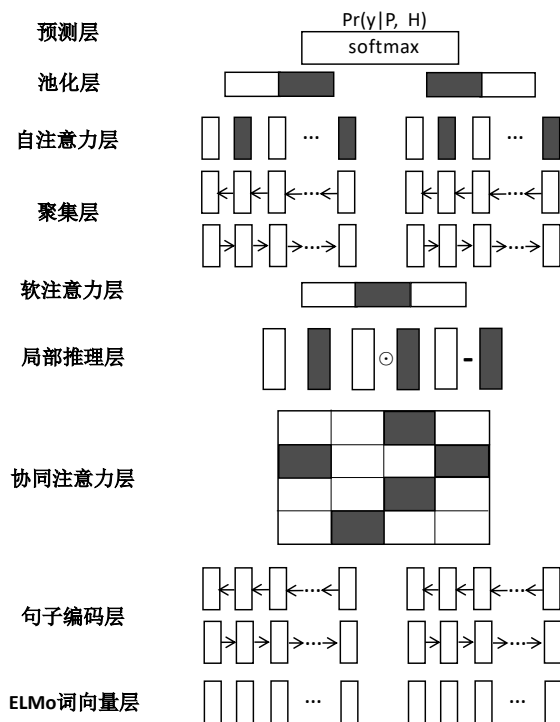 预测层
Pr(y|P, H)
softmax
池化层
自注意力层
...
...
聚集层
...
...
...
...
软注意力层
局部推理层
⊙
-
协同注意力层
句子编码层
...
...
...
...
ELMo词向量层
...
...